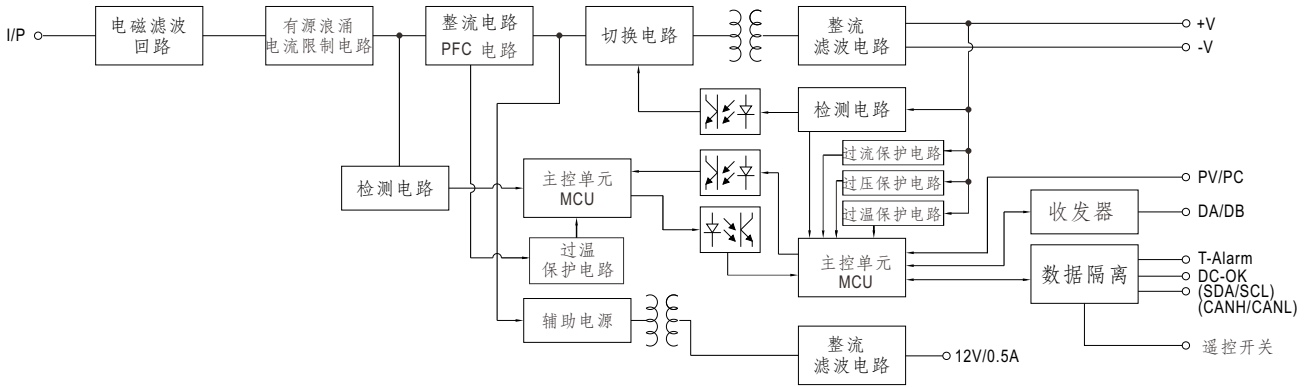 I/P
电磁滤波
回路
有源浪涌
电流限制电路
整流电路
PFC 电路
切换电路
整流
滤波电路
+V
-V
检测电路
过流保护电路
过压保护电路
过温保护电路
检测电路
主控单元
MCU
过温
保护电路
主控单元
MCU
PV/PC
收发器
DA/DB
数据隔离
T-Alarm
DC-OK
(SDA/SCL)
(CANH/CANL)
遥控开关
辅助电源
整流
滤波电路
12V/0.5A